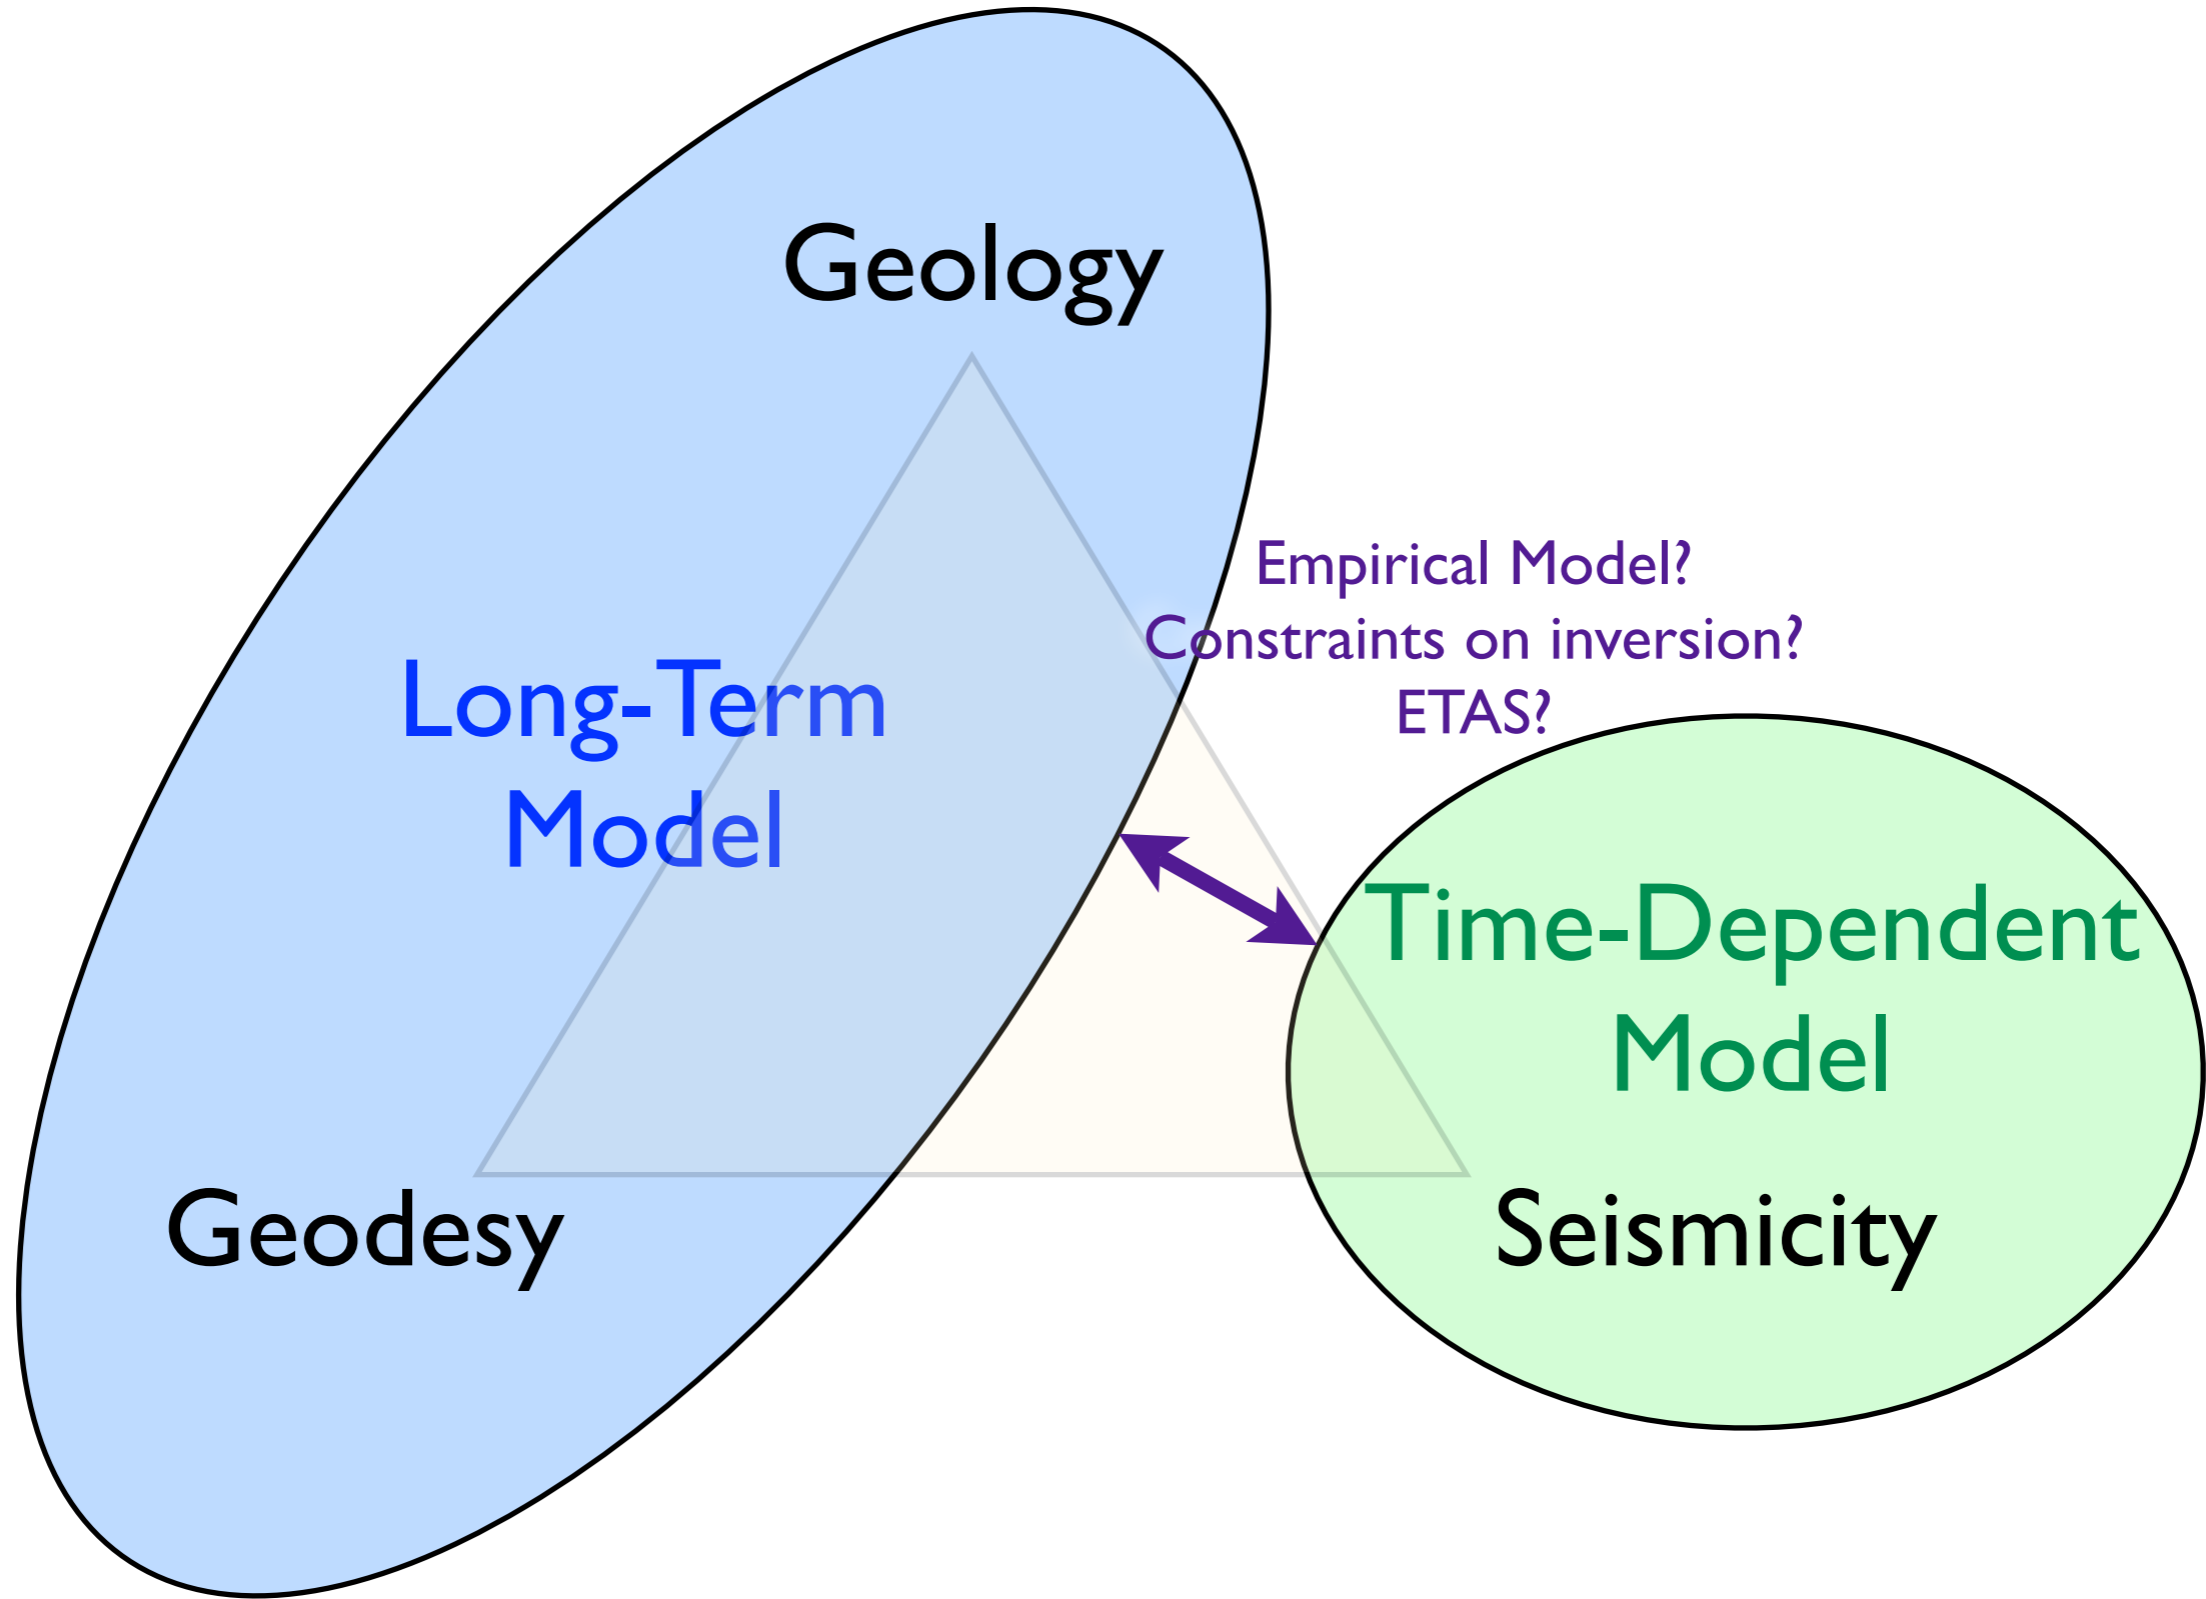 Geology
Empirical Model?
Constraints on inversion?
ETAS?
Long-Term
Model
Time-Dependent
Model
Geodesy
Seismicity